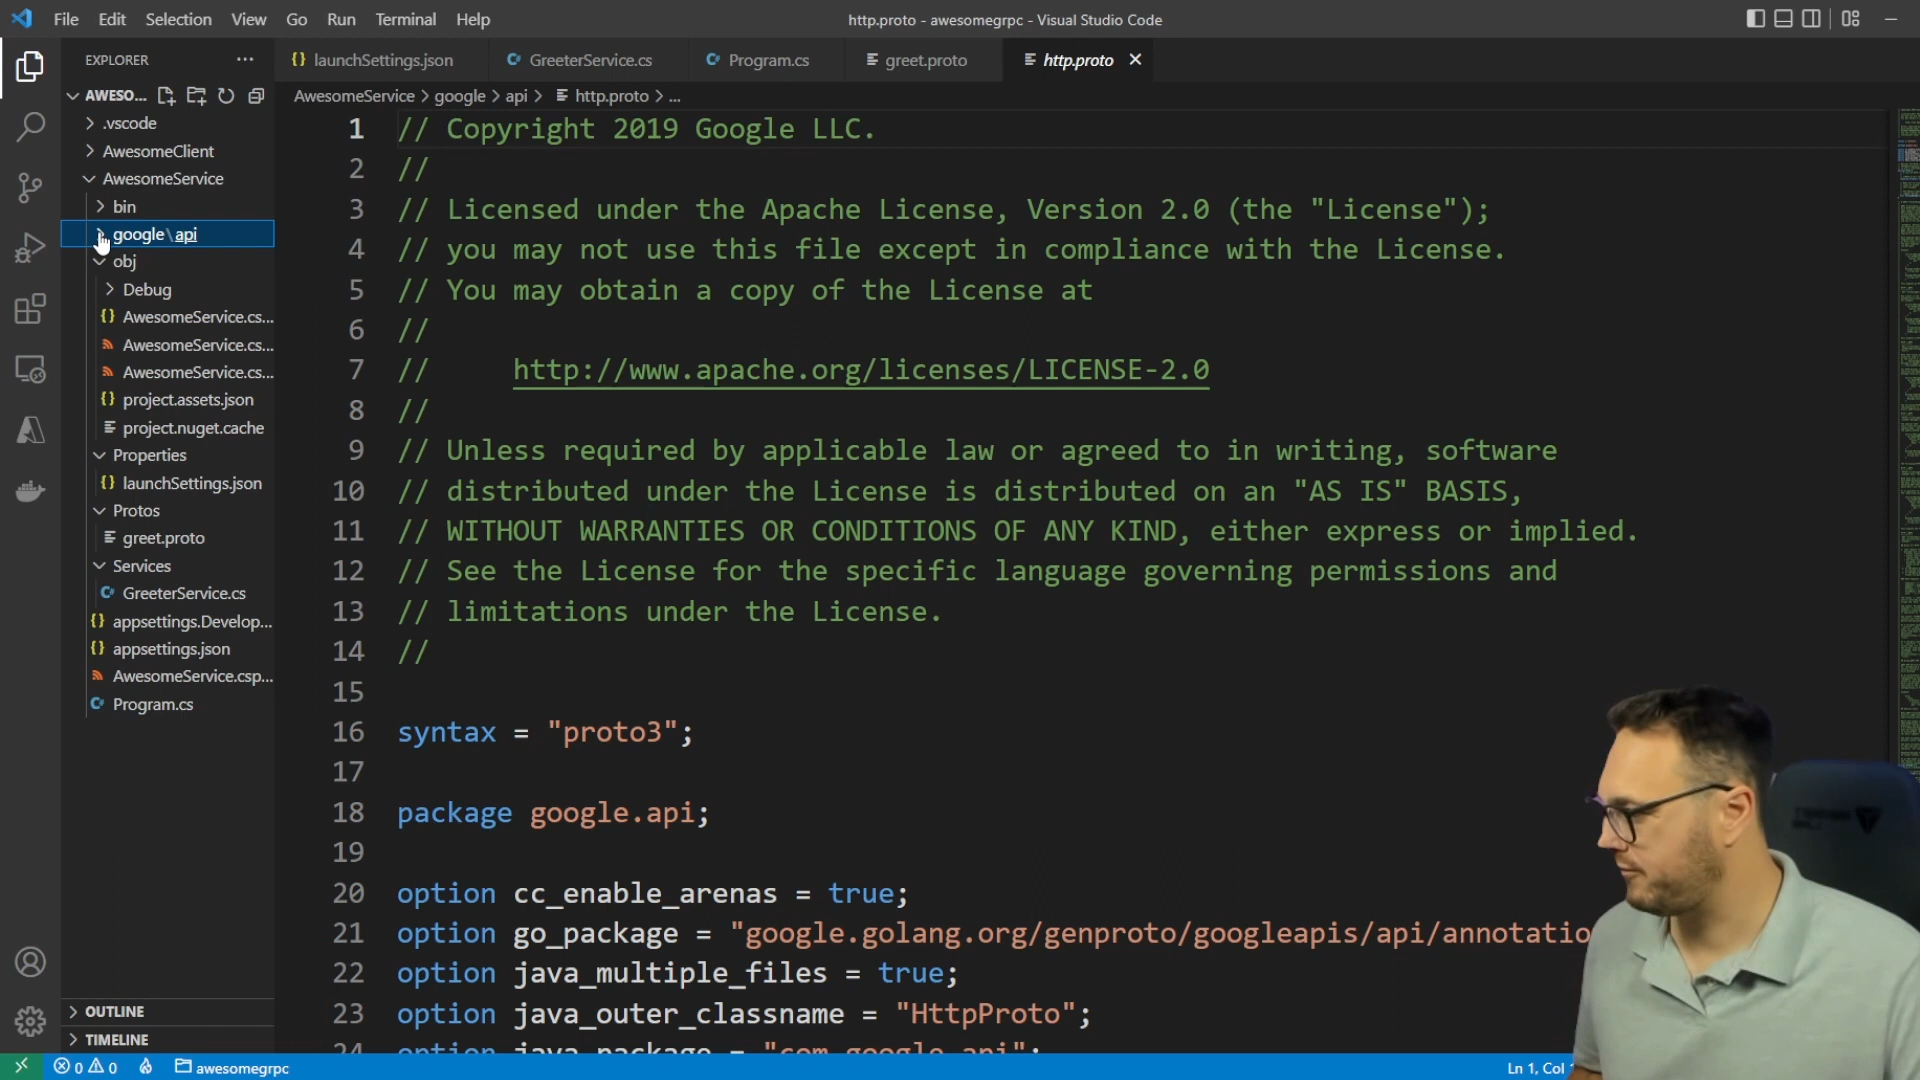 File Edit Selection View Go Run Terminal Help
http.proto - awesomegrpc - Visual Studio Code
EXPLORER
launchSettings.json GreeterService.cs Program.cs greet.proto http.proto
AWESO...
AwesomeService > google > api > http.proto > ...
.vscode
AwesomeClient
AwesomeService
bin
google\api
obj
Debug
AwesomeService.cs...
AwesomeService.cs...
AwesomeService.cs...
project.assets.json
project.nuget.cache
Properties
launchSettings.json
Protos
greet.proto
Services
GreeterService.cs
appsettings.Develop...
appsettings.json
AwesomeService.csp...
Program.cs
OUTLINE
TIMELINE
1 // Copyright 2019 Google LLC.
2 //
3 // Licensed under the Apache License, Version 2.0 (the "License");
4 // you may not use this file except in compliance with the License.
5 // You may obtain a copy of the License at
6 //
7 //     http://www.apache.org/licenses/LICENSE-2.0
8 //
9 // Unless required by applicable law or agreed to in writing, software
10 // distributed under the License is distributed on an "AS IS" BASIS,
11 // WITHOUT WARRANTIES OR CONDITIONS OF ANY KIND, either express or implied.
12 // See the License for the specific language governing permissions and
13 // limitations under the License.
14 //
15
16 syntax = "proto3";
17
18 package google.api;
19
20 option cc_enable_arenas = true;
21 option go_package = "google.golang.org/genproto/googleapis/api/annotatio
22 option java_multiple_files = true;
23 option java_outer_classname = "HttpProto";
24 option java_package = "com.google.api";
0 0 awesomegrpc
Ln 1, Col